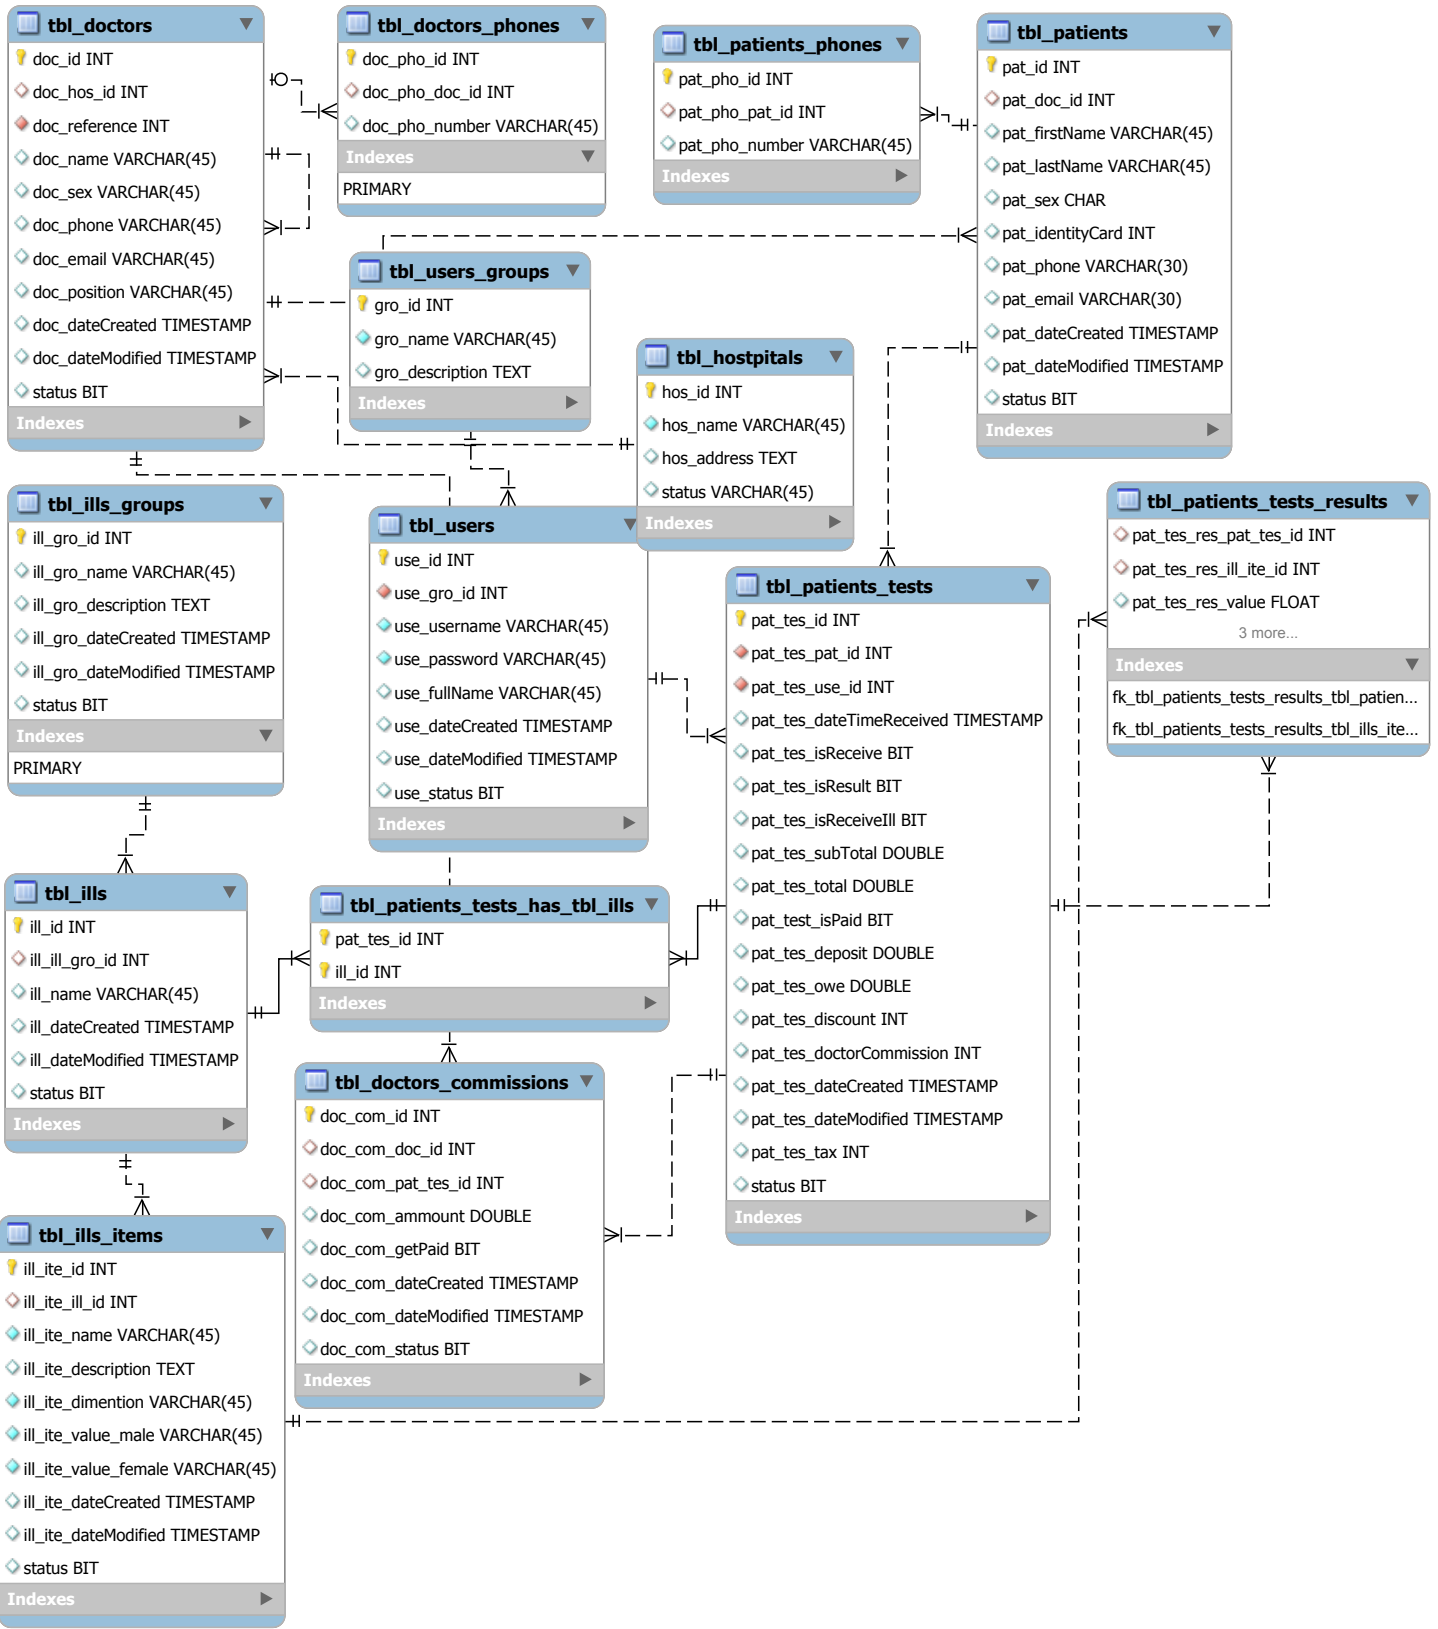 tbl_doctors
doc_id INT
doc_hos_id INT
doc_reference INT
doc_name VARCHAR(45)
doc_sex VARCHAR(45)
doc_phone VARCHAR(45)
doc_email VARCHAR(45)
doc_position VARCHAR(45)
doc_dateCreated TIMESTAMP
doc_dateModified TIMESTAMP
status BIT
Indexes
tbl_doctors_phones
doc_pho_id INT
doc_pho_doc_id INT
doc_pho_number VARCHAR(45)
Indexes
PRIMARY
tbl_patients_phones
pat_pho_id INT
pat_pho_pat_id INT
pat_pho_number VARCHAR(45)
Indexes
tbl_patients
pat_id INT
pat_doc_id INT
pat_firstName VARCHAR(45)
pat_lastName VARCHAR(45)
pat_sex CHAR
pat_identityCard INT
pat_phone VARCHAR(30)
pat_email VARCHAR(30)
pat_dateCreated TIMESTAMP
pat_dateModified TIMESTAMP
status BIT
Indexes
tbl_users_groups
gro_id INT
gro_name VARCHAR(45)
gro_description TEXT
Indexes
tbl_hostpitals
hos_id INT
hos_name VARCHAR(45)
hos_address TEXT
status VARCHAR(45)
Indexes
tbl_ills_groups
ill_gro_id INT
ill_gro_name VARCHAR(45)
ill_gro_description TEXT
ill_gro_dateCreated TIMESTAMP
ill_gro_dateModified TIMESTAMP
status BIT
Indexes
PRIMARY
tbl_users
use_id INT
use_gro_id INT
use_username VARCHAR(45)
use_password VARCHAR(45)
use_fullName VARCHAR(45)
use_dateCreated TIMESTAMP
use_dateModified TIMESTAMP
use_status BIT
Indexes
tbl_patients_tests
pat_tes_id INT
pat_tes_pat_id INT
pat_tes_use_id INT
pat_tes_dateTimeReceived TIMESTAMP
pat_tes_isReceive BIT
pat_tes_isResult BIT
pat_tes_isReceiveIll BIT
pat_tes_subTotal DOUBLE
pat_tes_total DOUBLE
pat_test_isPaid BIT
pat_tes_deposit DOUBLE
pat_tes_owe DOUBLE
pat_tes_discount INT
pat_tes_doctorCommission INT
pat_tes_dateCreated TIMESTAMP
pat_tes_dateModified TIMESTAMP
pat_tes_tax INT
status BIT
Indexes
tbl_patients_tests_results
pat_tes_res_pat_tes_id INT
pat_tes_res_ill_ite_id INT
pat_tes_res_value FLOAT
3 more...
Indexes
fk_tbl_patients_tests_results_tbl_patien...
fk_tbl_patients_tests_results_tbl_ills_ite...
tbl_ills
ill_id INT
ill_ill_gro_id INT
ill_name VARCHAR(45)
ill_dateCreated TIMESTAMP
ill_dateModified TIMESTAMP
status BIT
Indexes
tbl_patients_tests_has_tbl_ills
pat_tes_id INT
ill_id INT
Indexes
tbl_doctors_commissions
doc_com_id INT
doc_com_doc_id INT
doc_com_pat_tes_id INT
doc_com_ammount DOUBLE
doc_com_getPaid BIT
doc_com_dateCreated TIMESTAMP
doc_com_dateModified TIMESTAMP
doc_com_status BIT
Indexes
tbl_ills_items
ill_ite_id INT
ill_ite_ill_id INT
ill_ite_name VARCHAR(45)
ill_ite_description TEXT
ill_ite_dimention VARCHAR(45)
ill_ite_value_male VARCHAR(45)
ill_ite_value_female VARCHAR(45)
ill_ite_dateCreated TIMESTAMP
ill_ite_dateModified TIMESTAMP
status BIT
Indexes